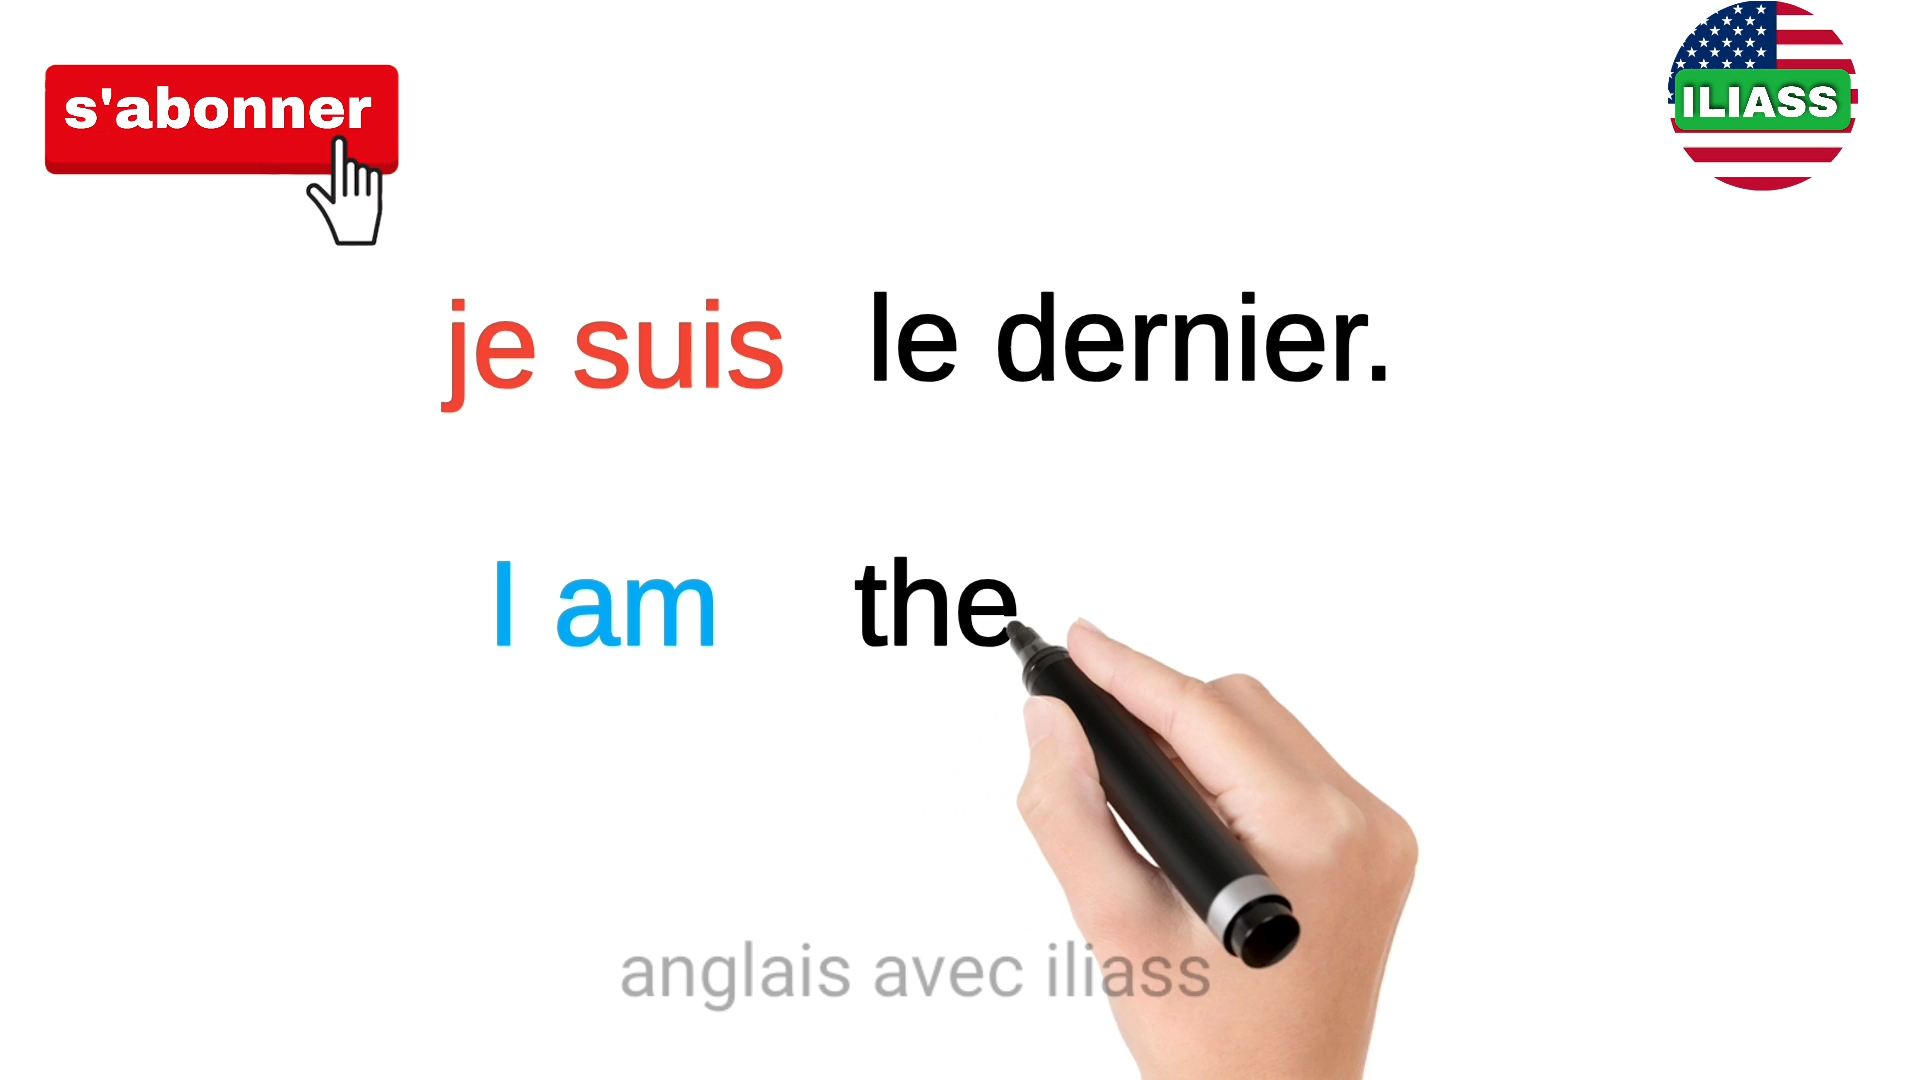 s'abonner
ILIASS
je suis le dernier.
I am the
anglais avec iliass